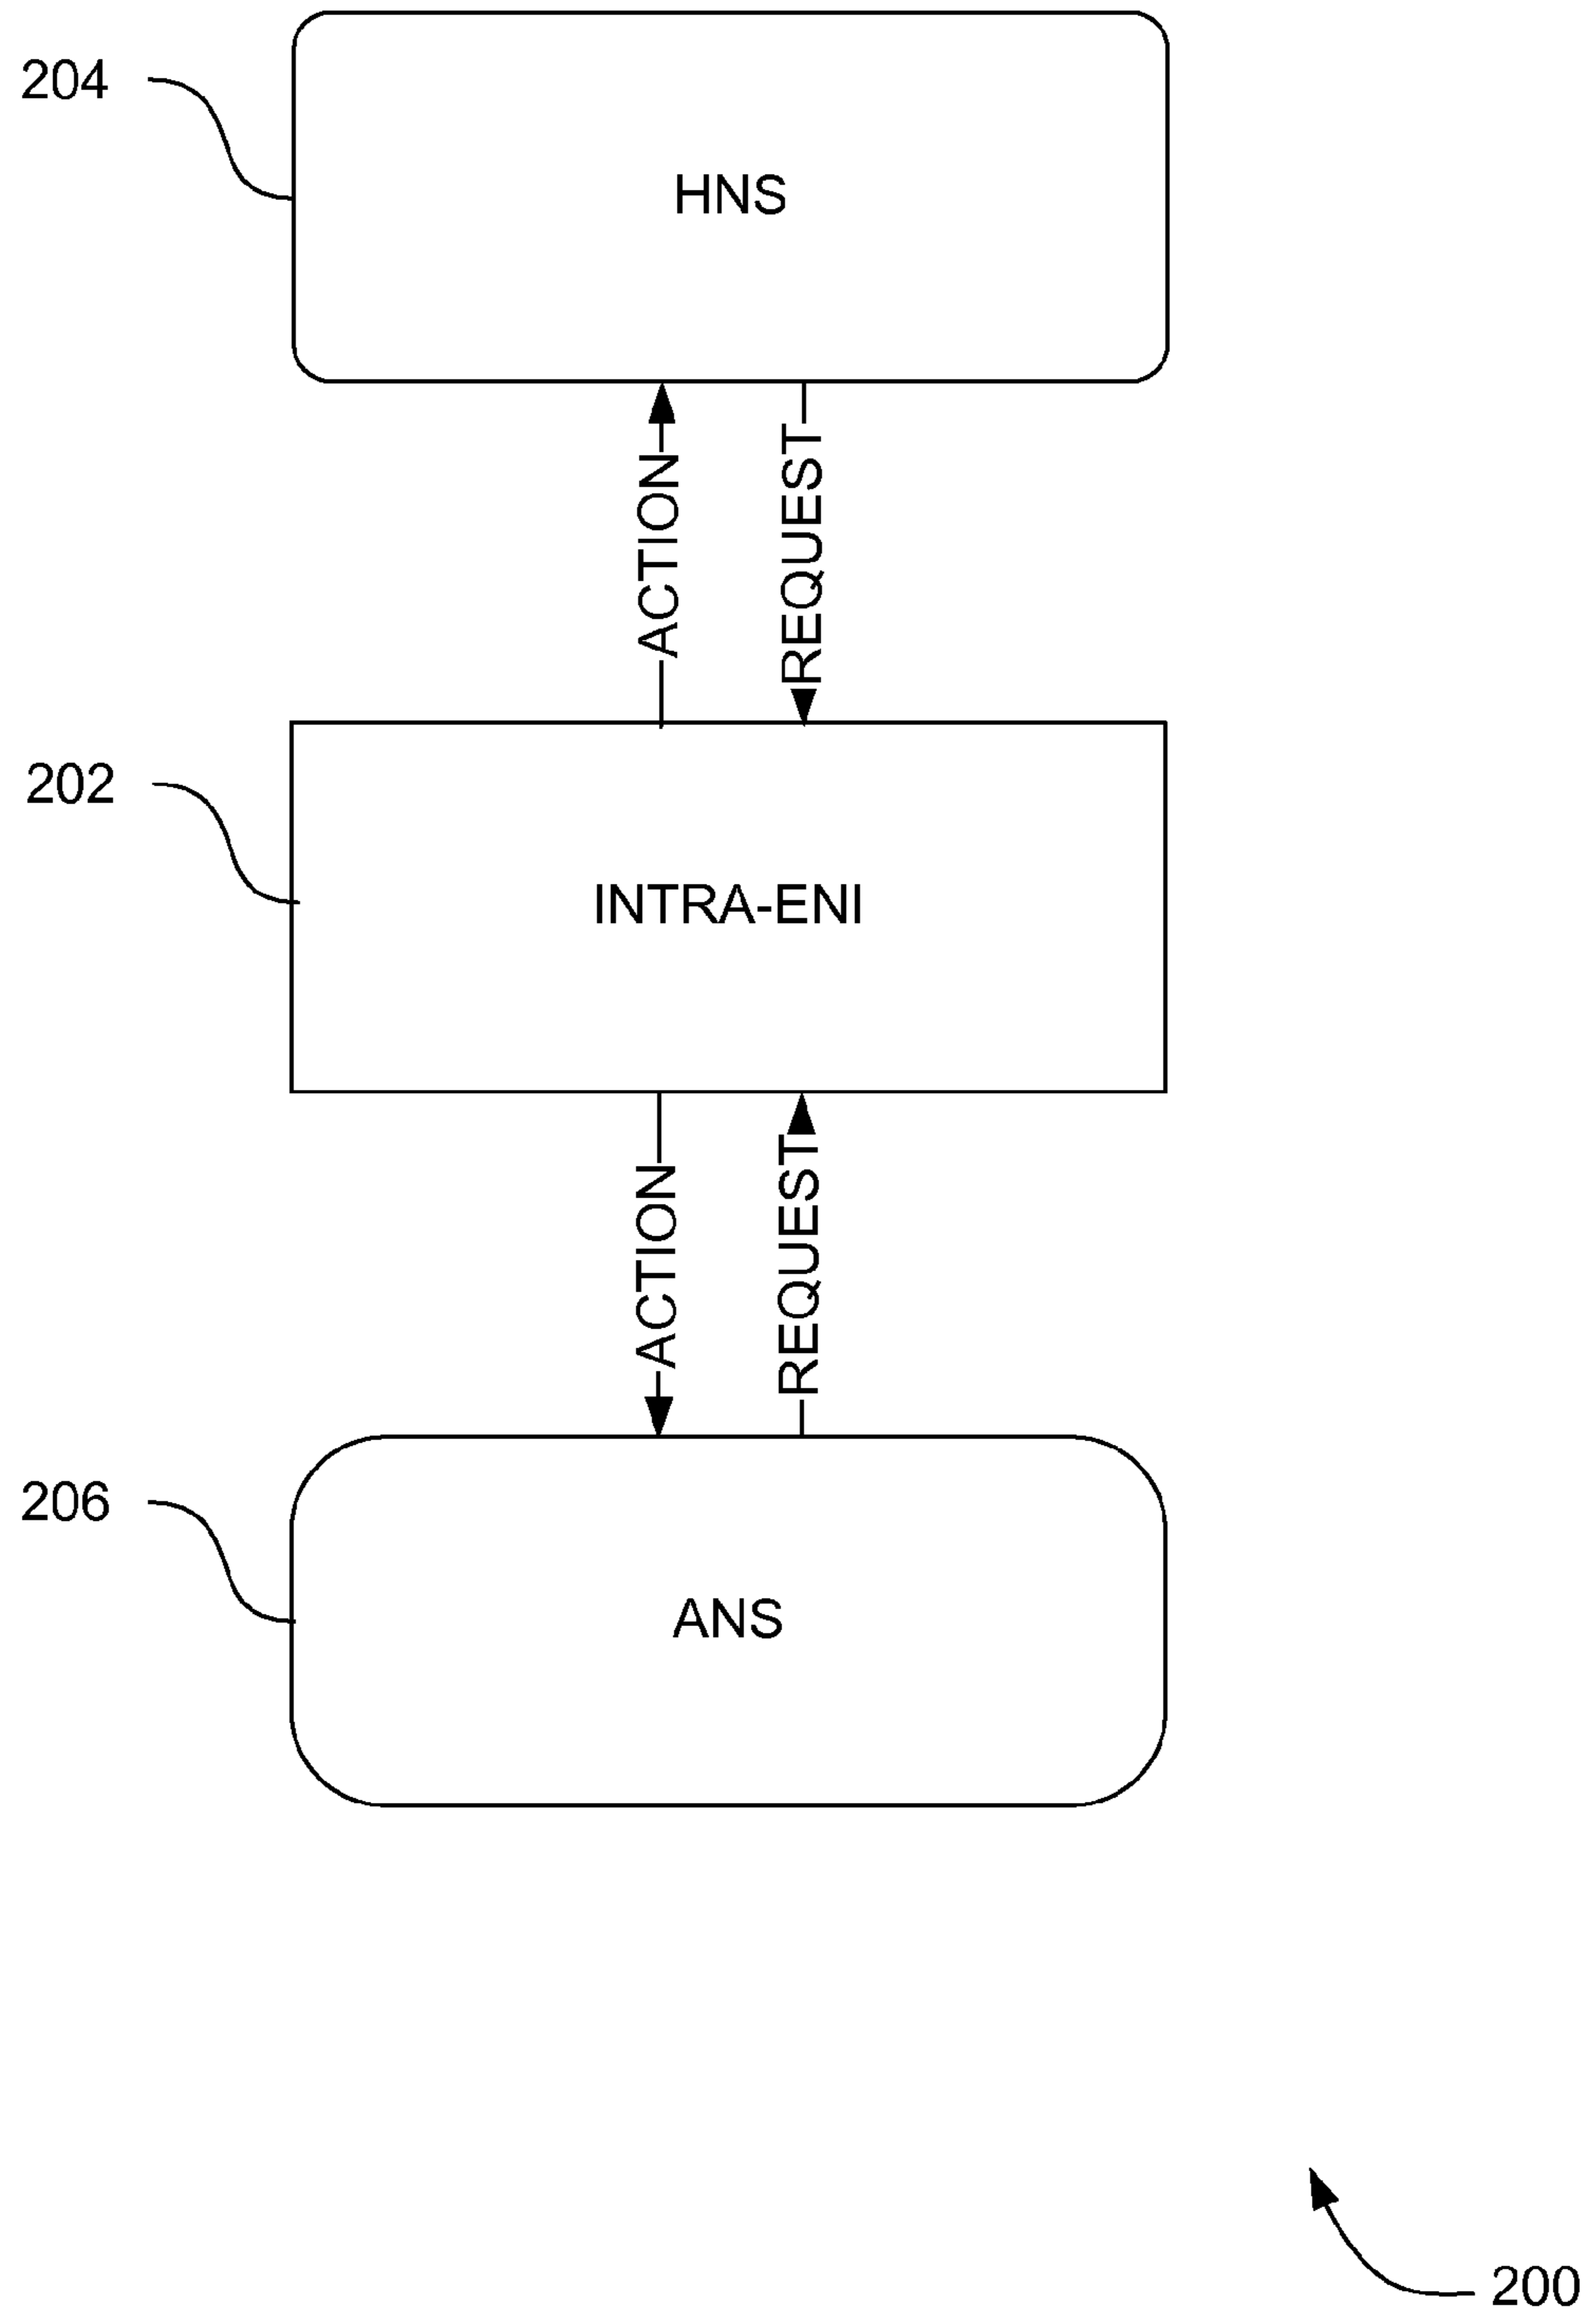 204
HNS
ACTION
REQUEST
202
INTRA-ENI
ACTION
REQUEST
206
ANS
200